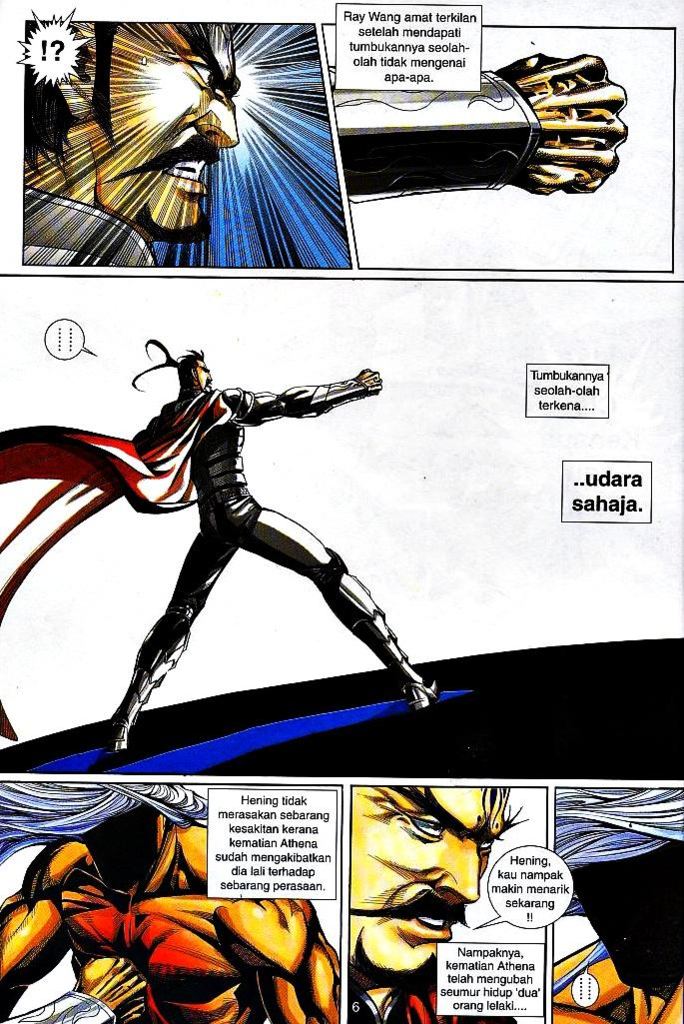 !?
Ray Wang amat terkilan
setelah mendapati
tumbukannya seolah-
olah tidak mengenai
apa-apa.
Tumbukannya
seolah-olah
terkena....
..udara
sahaja.
Hening tidak
merasakan sebarang
kesakitan kerana
kematian Athena
sudah mengakibatkan
dia lali terhadap
sebarang perasaan.
Hening,
kau nampak
makin menarik
sekarang
!!
Nampaknya,
kematian Athena
telah mengubah
seumur hidup 'dua'
orang lelaki....
6